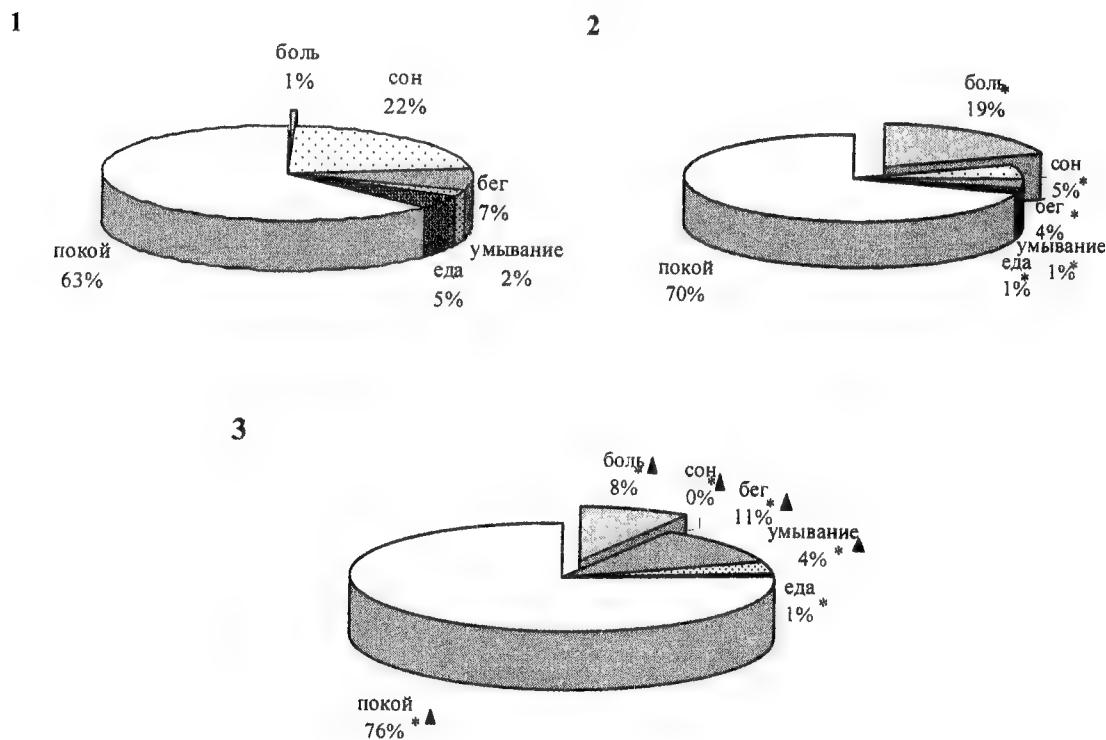 1
боль
1%
сон
22%
бег
7%
умывание
2%
еда
5%
покой
63%
2
боль*
19%
сон
5%*
бег*
4%
умывание
1%*
еда*
1%
покой
70%
3
боль*▲
8%
сон*▲
0%
бег*▲
11%
умывание
4%*▲
еда
1%*
покой
76%*▲